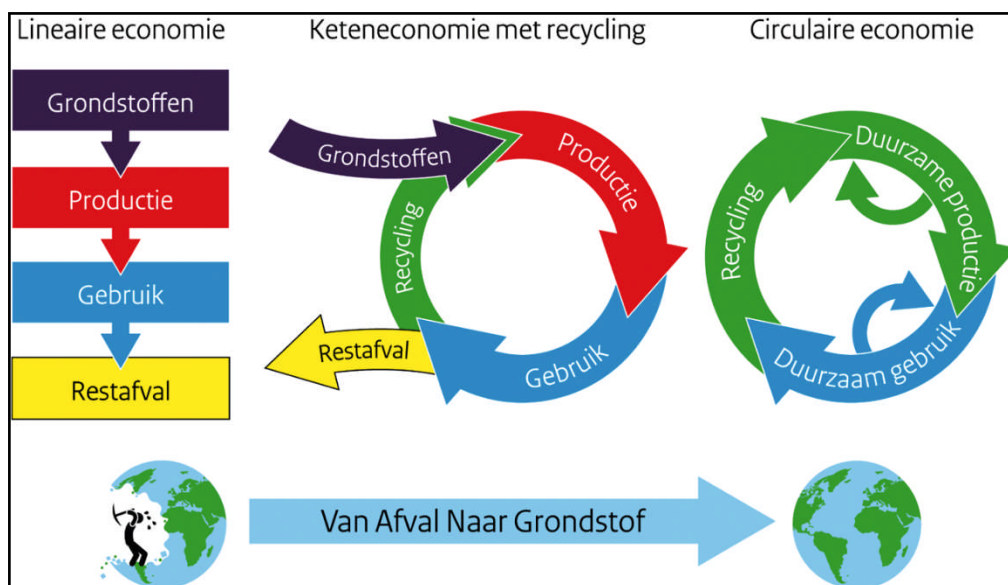 Lineaire economie
Grondstoffen
Productie
Gebruik
Restafval
Keteneconomie met recycling
Grondstoffen
Productie
Recycling
Restafval
Gebruik
Circulaire economie
Duurzame productie
Recycling
Duurzaam gebruik
Van Afval Naar Grondstof